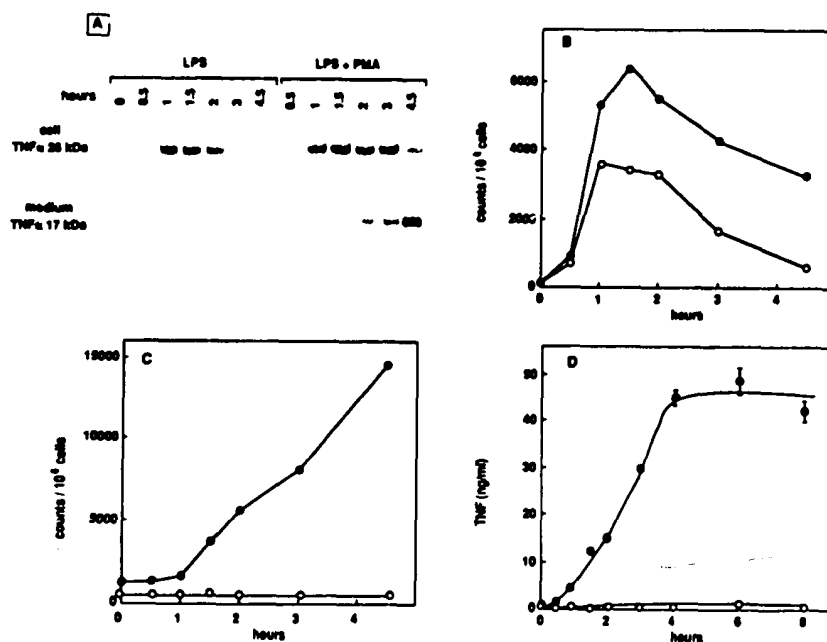 A
LPS
LPS + PMA
hours 0 0.5 1 1.5 2 3 4.5 0.5 1 1.5 2 3 4.5
cell
TNFα 26 kDa
medium
TNFα 17 kDa
B
counts / 10⁶ cells
6000
4000
2000
0
0 1 2 3 4
hours
C
counts / 10⁶ cells
15000
10000
5000
0
0 1 2 3 4
hours
D
TNF (ng/ml)
50
40
30
20
10
0
0 2 4 6 8
hours